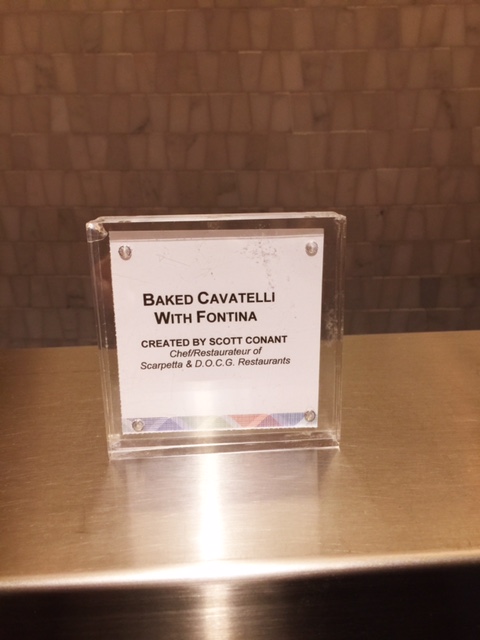 BAKED CAVATELLI
WITH FONTINA
CREATED BY SCOTT CONANT
Chef/Restaurateur of
Scarpetta & D.O.C.G. Restaurants